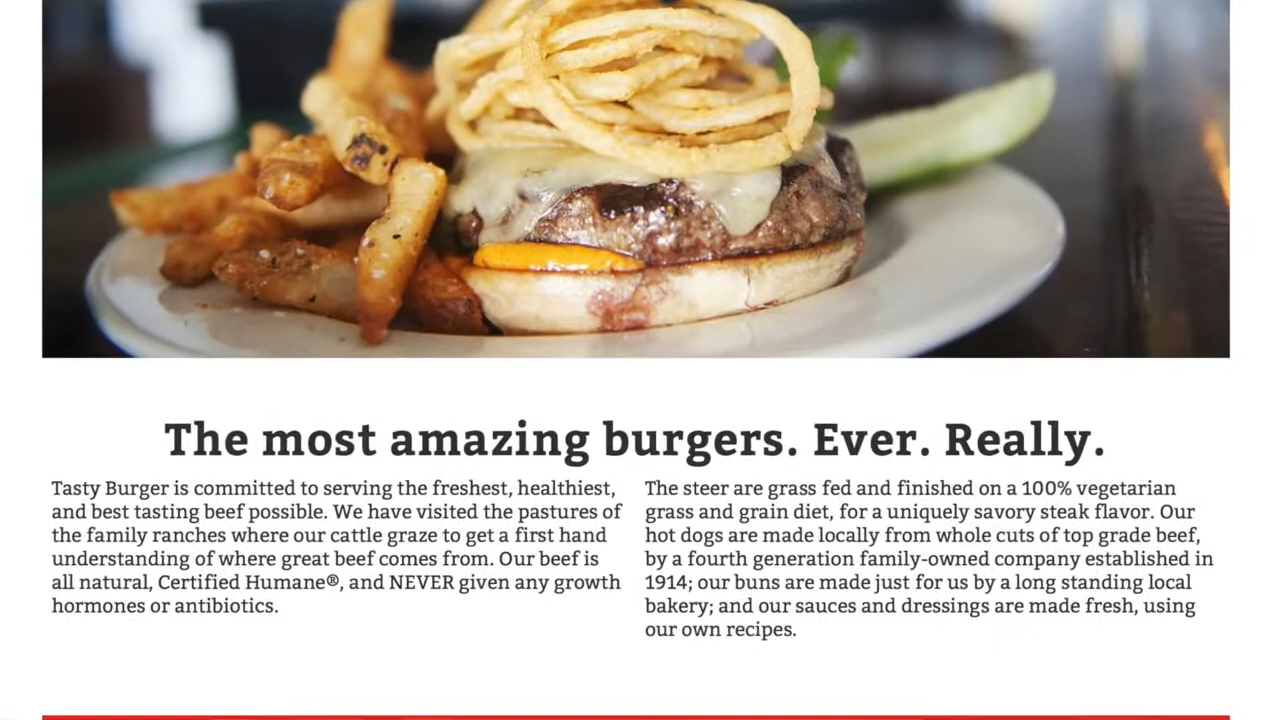 The most amazing burgers. Ever. Really.
Tasty Burger is committed to serving the freshest, healthiest,
and best tasting beef possible. We have visited the pastures of
the family ranches where our cattle graze to get a first hand
understanding of where great beef comes from. Our beef is
all natural, Certified Humane®, and NEVER given any growth
hormones or antibiotics.
The steer are grass fed and finished on a 100% vegetarian
grass and grain diet, for a uniquely savory steak flavor. Our
hot dogs are made locally from whole cuts of top grade beef,
by a fourth generation family-owned company established in
1914; our buns are made just for us by a long standing local
bakery; and our sauces and dressings are made fresh, using
our own recipes.